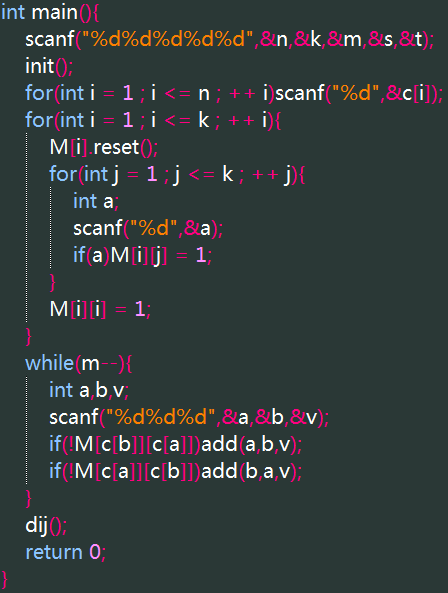 int main(){
scanf("%d%d%d%d%d",&n,&k,&m,&s,&t);
init();
for(int i = 1 ; i <= n ; ++ i)scanf("%d",&c[i]);
for(int i = 1 ; i <= k ; ++ i){
M[i].reset();
for(int j = 1 ; j <= k ; ++ j){
int a;
scanf("%d",&a);
if(a)M[i][j] = 1;
}
M[i][i] = 1;
}
while(m--){
int a,b,v;
scanf("%d%d%d",&a,&b,&v);
if(!M[c[b]][c[a]])add(a,b,v);
if(!M[c[a]][c[b]])add(b,a,v);
}
dij();
return 0;
}